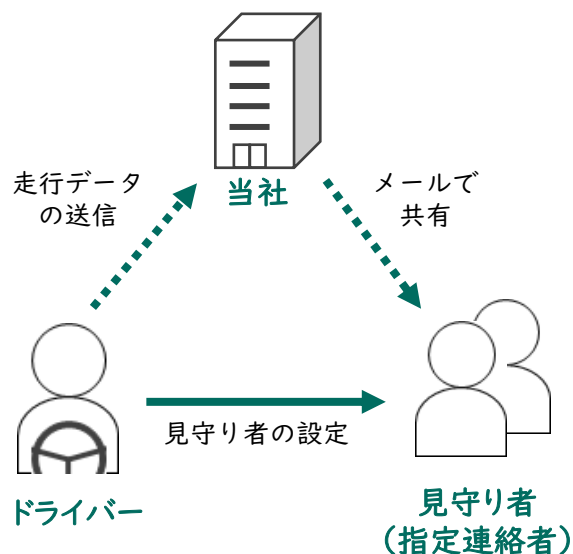 走行データ
の送信
当社
メールで
共有
見守り者の設定
ドライバー
見守り者
(指定連絡者)